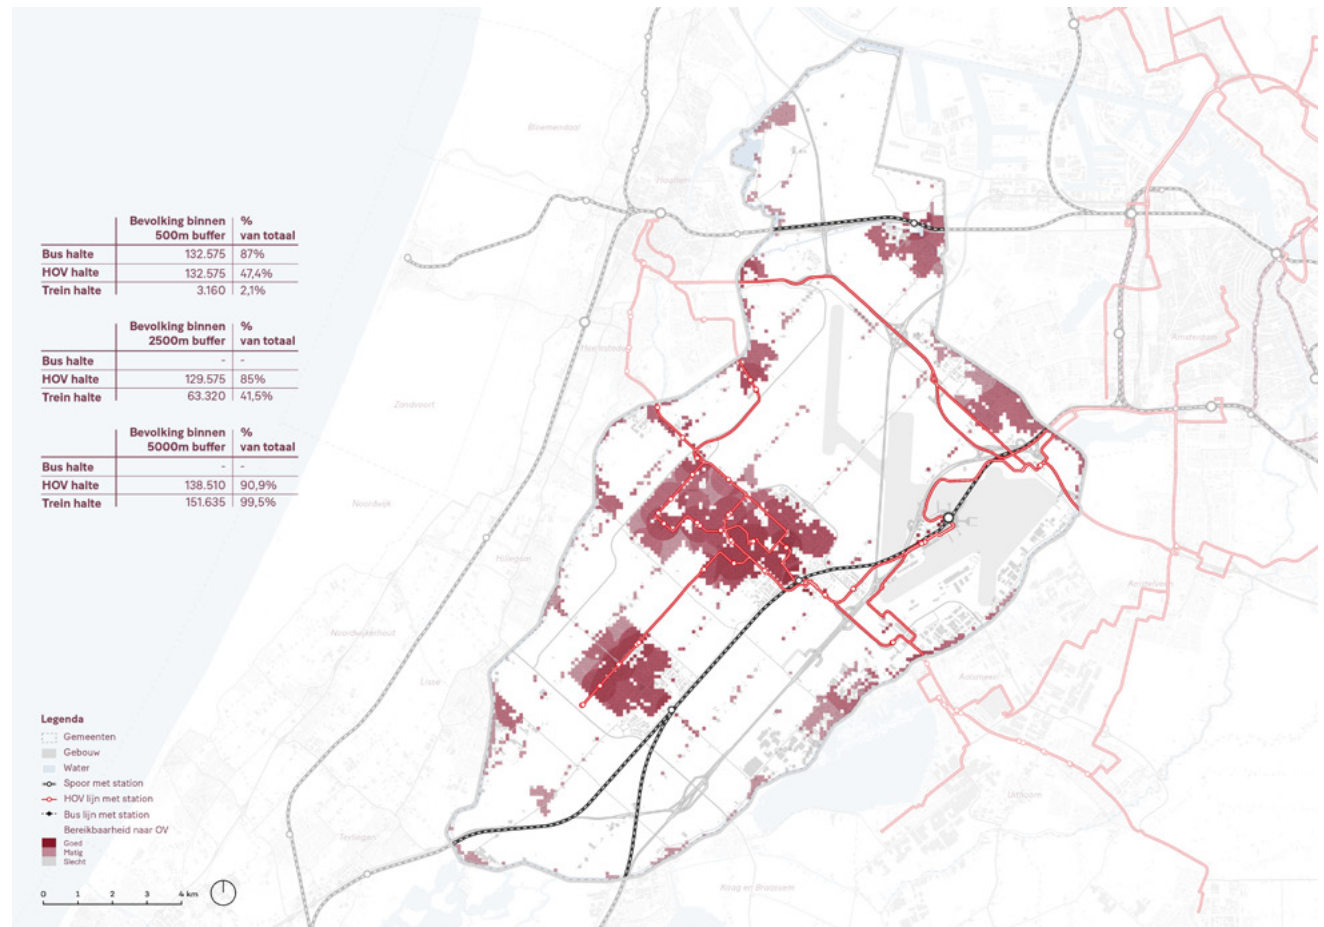 Bevolking binnen %
500m buffer van totaal
Bus halte 132.575 87%
HOV halte 132.575 47,4%
Trein halte 3.160 2,1%
Bevolking binnen %
2500m buffer van totaal
Bus halte - -
HOV halte 129.575 85%
Trein halte 63.320 41,5%
Bevolking binnen %
5000m buffer van totaal
Bus halte - -
HOV halte 138.510 90,9%
Trein halte 151.635 99,5%
Legenda
Gemeenten
Gebouw
Water
Spoor met station
HOV lijn met station
Bus lijn met station
Bereikbaarheid naar OV
Goed
Matig
Slecht
0 1 2 3 4 km
Bloemendaal
Haarlem
Heemstede
Zandvoort
Amsterdam
Noordwijk
Hillegom
Amstelveen
Noordwijkerhout
Lisse
Aalsmeer
Uithoorn
Teylingen
Kaag en Braassem